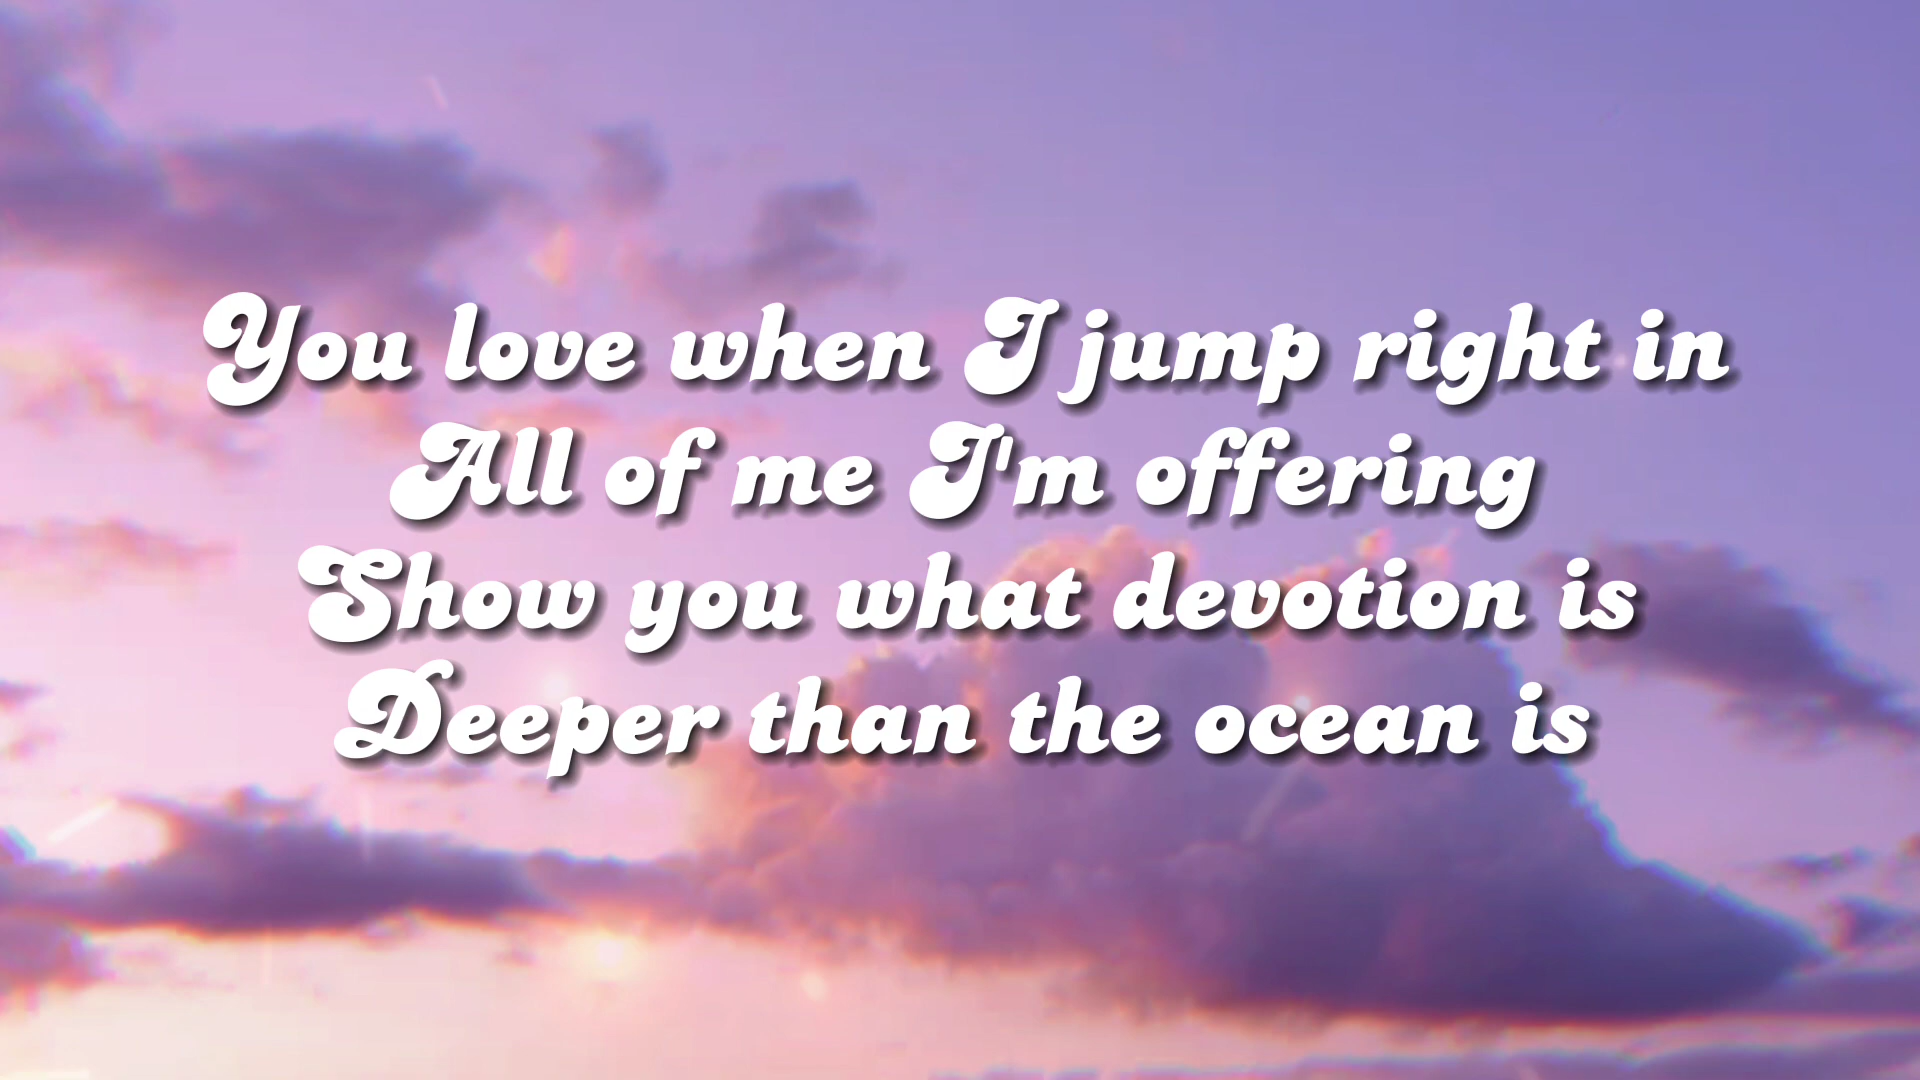 You love when I jump right in
All of me I'm offering
Show you what devotion is
Deeper than the ocean is